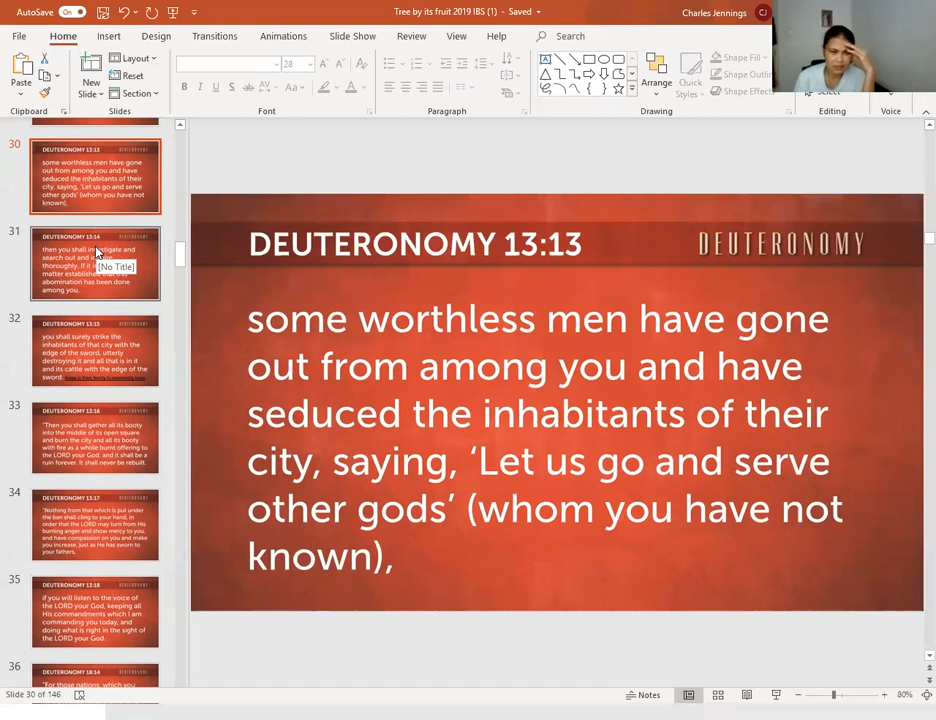 AutoSave On Tree by its fruit 2019 IBS (1) - Saved Charles Jennings CJ
File Home Insert Design Transitions Animations Slide Show Review View Help Search
Paste New Slide Layout Reset Section 28 B I U S Aa A Arrange Quick Styles Shape Fill Shape Effects
Clipboard Slides Font Paragraph Drawing Editing Voice
30
DEUTERONOMY 13:13 DEUTERONOMY
some worthless men have gone
out from among you and have
seduced the inhabitants of their
city, saying, ‘Let us go and serve
other gods’ (whom you have not
known),
31
DEUTERONOMY 13:14 DEUTERONOMY
then you shall investigate and
search out and
thoroughly. If it
matter established
abomination has been done
among you.
[No Title]
32
DEUTERONOMY 13:15 DEUTERONOMY
you shall surely strike the
inhabitants of that city with the
edge of the sword, utterly
destroying it and all that is in it
and its cattle with the edge of the
sword.
33
DEUTERONOMY 13:16 DEUTERONOMY
"Then you shall gather all its booty
into the middle of its open square
and burn the city and all its booty
with fire as a whole burnt offering to
the LORD your God; and it shall be a
ruin forever. It shall never be rebuilt.
34
DEUTERONOMY 13:17 DEUTERONOMY
"Nothing from that which is put under
the ban shall cling to your hand, in
order that the LORD may turn from His
burning anger and show mercy to you,
and have compassion on you and make
you increase, just as He has sworn to
your fathers,
35
DEUTERONOMY 13:18 DEUTERONOMY
if you will listen to the voice of
the LORD your God, keeping all
His commandments which I am
commanding you today, and
doing what is right in the sight of
the LORD your God.
36
DEUTERONOMY 18:14 DEUTERONOMY
"For those nations, which you
DEUTERONOMY 13:13 DEUTERONOMY
some worthless men have gone
out from among you and have
seduced the inhabitants of their
city, saying, ‘Let us go and serve
other gods’ (whom you have not
known),
Slide 30 of 146 Notes 80%